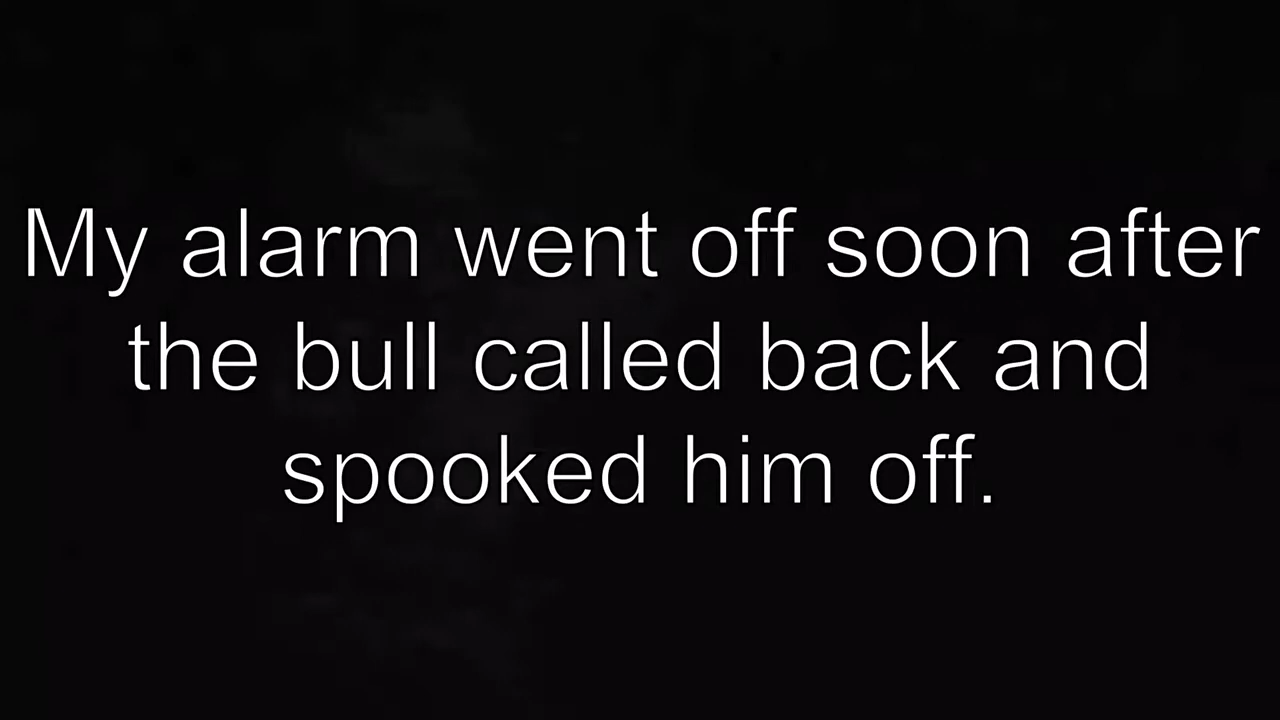 My alarm went off soon after
the bull called back and
spooked him off.